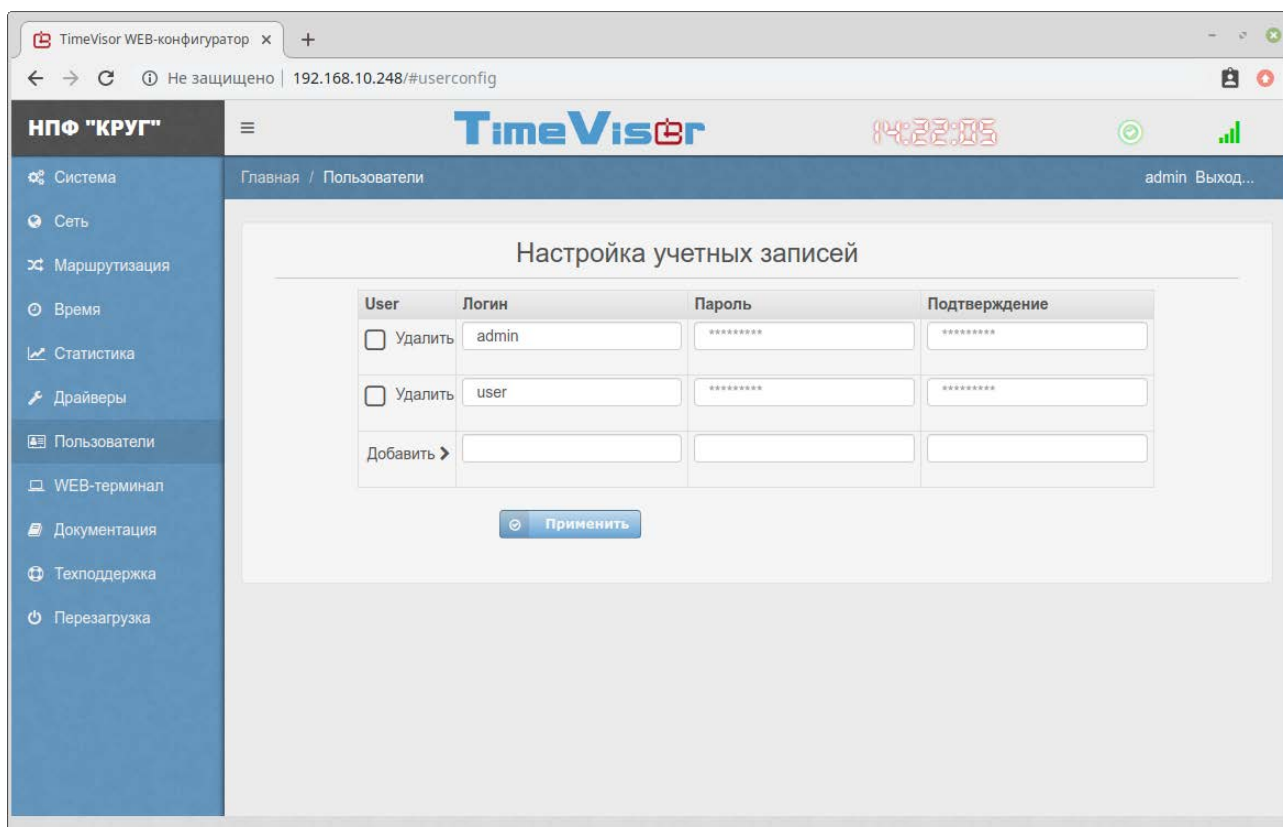 TimeVisor WEB-конфигуратор
Не защищено 192.168.10.248/#userconfig
НПФ "КРУГ" TimeVisor 14:22:05
Главная / Пользователи admin Выход...
Система
Сеть
Маршрутизация
Время
Статистика
Драйверы
Пользователи
WEB-терминал
Документация
Техподдержка
Перезагрузка
Настройка учетных записей
User Логин Пароль Подтверждение
Удалить admin ********* *********
Удалить user ********* *********
Добавить
Применить